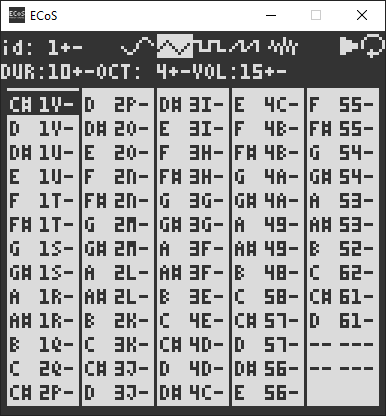 ECoS
id: 1+-
DUR:10+-OCT: 4+-VOL:15+-
C# 1V-
D 1V-
D# 1U-
E 1U-
F 1T-
F# 1T-
G 1S-
G# 1S-
A 1R-
A# 1R-
B 1Q-
C 2Q-
C# 2P-
D 2P-
D# 2O-
E 2O-
F 2N-
F# 2N-
G 2M-
G# 2M-
A 2L-
A# 2L-
B 2K-
C 3K-
C# 3J-
D 3J-
D# 3I-
E 3I-
F 3H-
F# 3H-
G 3G-
G# 3G-
A 3F-
A# 3F-
B 3E-
C 4E-
C# 4D-
D 4D-
D# 4C-
E 4C-
F 4B-
F# 4B-
G 4A-
G# 4A-
A 49-
A# 49-
B 48-
C 58-
C# 57-
D 57-
D# 56-
E 56-
F 55-
F# 55-
G 54-
G# 54-
A 53-
A# 53-
B 52-
C 62-
C# 61-
D 61-
-- ---
-- ---
-- ---